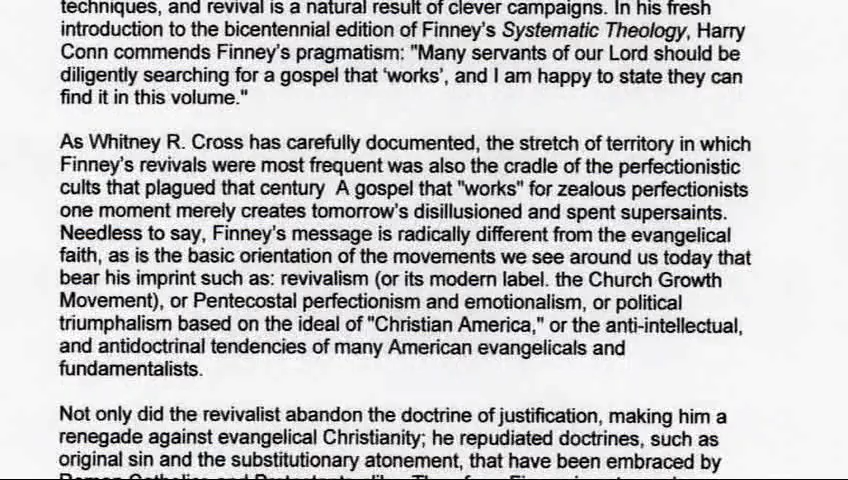 techniques, and revival is a natural result of clever campaigns. In his fresh
introduction to the bicentennial edition of Finney's Systematic Theology, Harry
Conn commends Finney's pragmatism: "Many servants of our Lord should be
diligently searching for a gospel that 'works', and I am happy to state they can
find it in this volume."
As Whitney R. Cross has carefully documented, the stretch of territory in which
Finney's revivals were most frequent was also the cradle of the perfectionistic
cults that plagued that century A gospel that "works" for zealous perfectionists
one moment merely creates tomorrow's disillusioned and spent supersaints.
Needless to say, Finney's message is radically different from the evangelical
faith, as is the basic orientation of the movements we see around us today that
bear his imprint such as: revivalism (or its modern label. the Church Growth
Movement), or Pentecostal perfectionism and emotionalism, or political
triumphalism based on the ideal of "Christian America," or the anti-intellectual,
and antidoctrinal tendencies of many American evangelicals and
fundamentalists.
Not only did the revivalist abandon the doctrine of justification, making him a
renegade against evangelical Christianity; he repudiated doctrines, such as
original sin and the substitutionary atonement, that have been embraced by